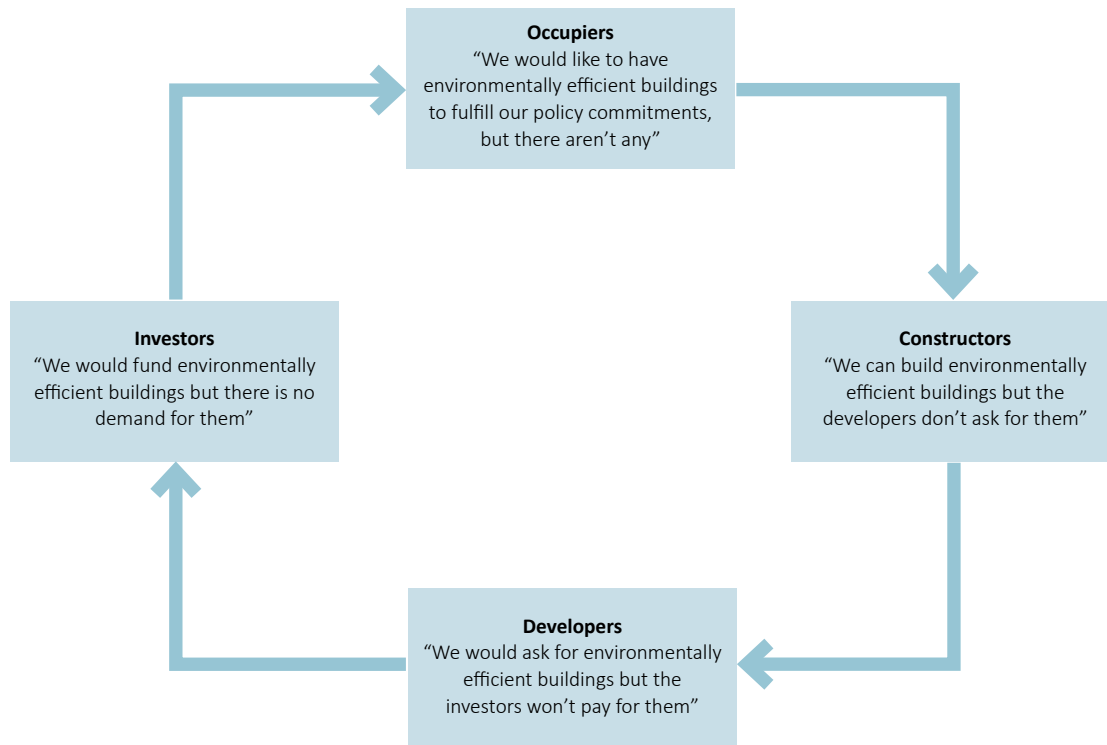 Occupiers
“We would like to have
environmentally efficient buildings
to fulfill our policy commitments,
but there aren’t any”
Investors
“We would fund environmentally
efficient buildings but there is no
demand for them”
Constructors
“We can build environmentally
efficient buildings but the
developers don’t ask for them”
Developers
“We would ask for environmentally
efficient buildings but the
investors won’t pay for them”